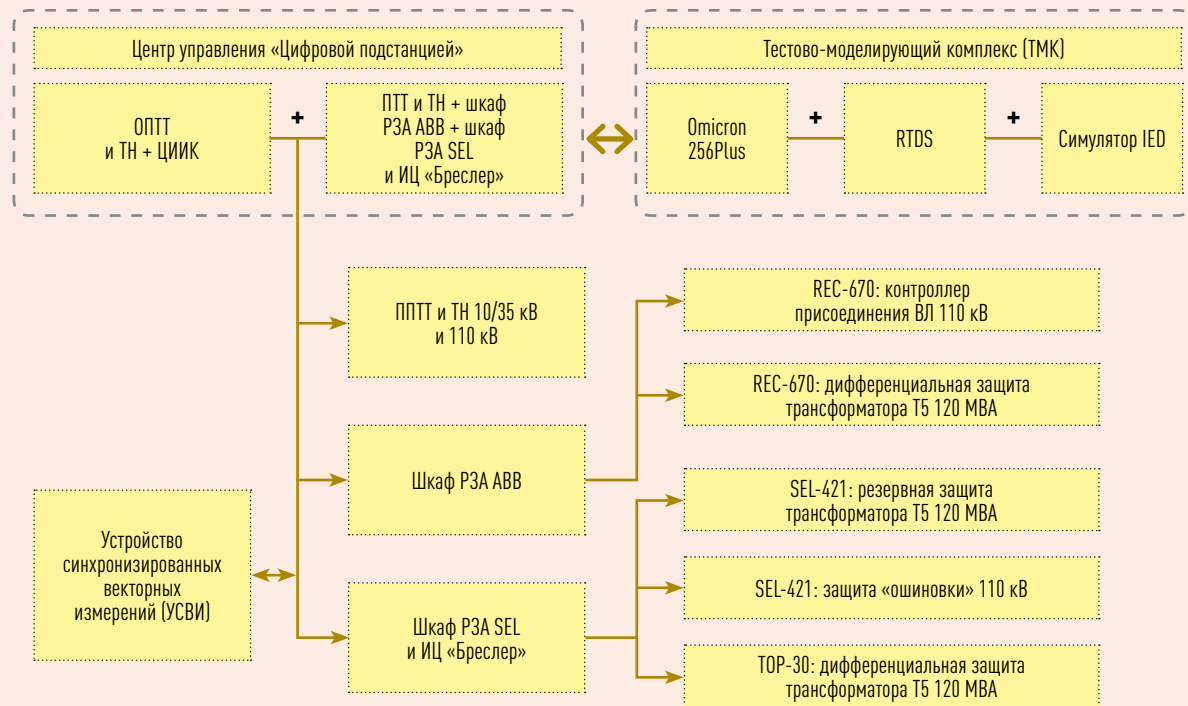 Центр управления «Цифровой подстанцией»
ОПТТ
и ТН + ЦИИК
+
ПТТ и ТН + шкаф
РЗА ABB + шкаф
РЗА SEL
и ИЦ «Бреслер»
Тестово-моделирующий комплекс (ТМК)
Omicron
256Plus
+
RTDS
+
Симулятор IED
ППТТ и ТН 10/35 кВ
и 110 кВ
REC-670: контроллер
присоединения ВЛ 110 кВ
REC-670: дифференциальная защита
трансформатора Т5 120 МВА
Шкаф РЗА ABB
SEL-421: резервная защита
трансформатора Т5 120 МВА
Устройство
синхронизированных
векторных
измерений (УСВИ)
SEL-421: защита «ошиновки» 110 кВ
Шкаф РЗА SEL
и ИЦ «Бреслер»
ТОР-30: дифференциальная защита
трансформатора Т5 120 МВА